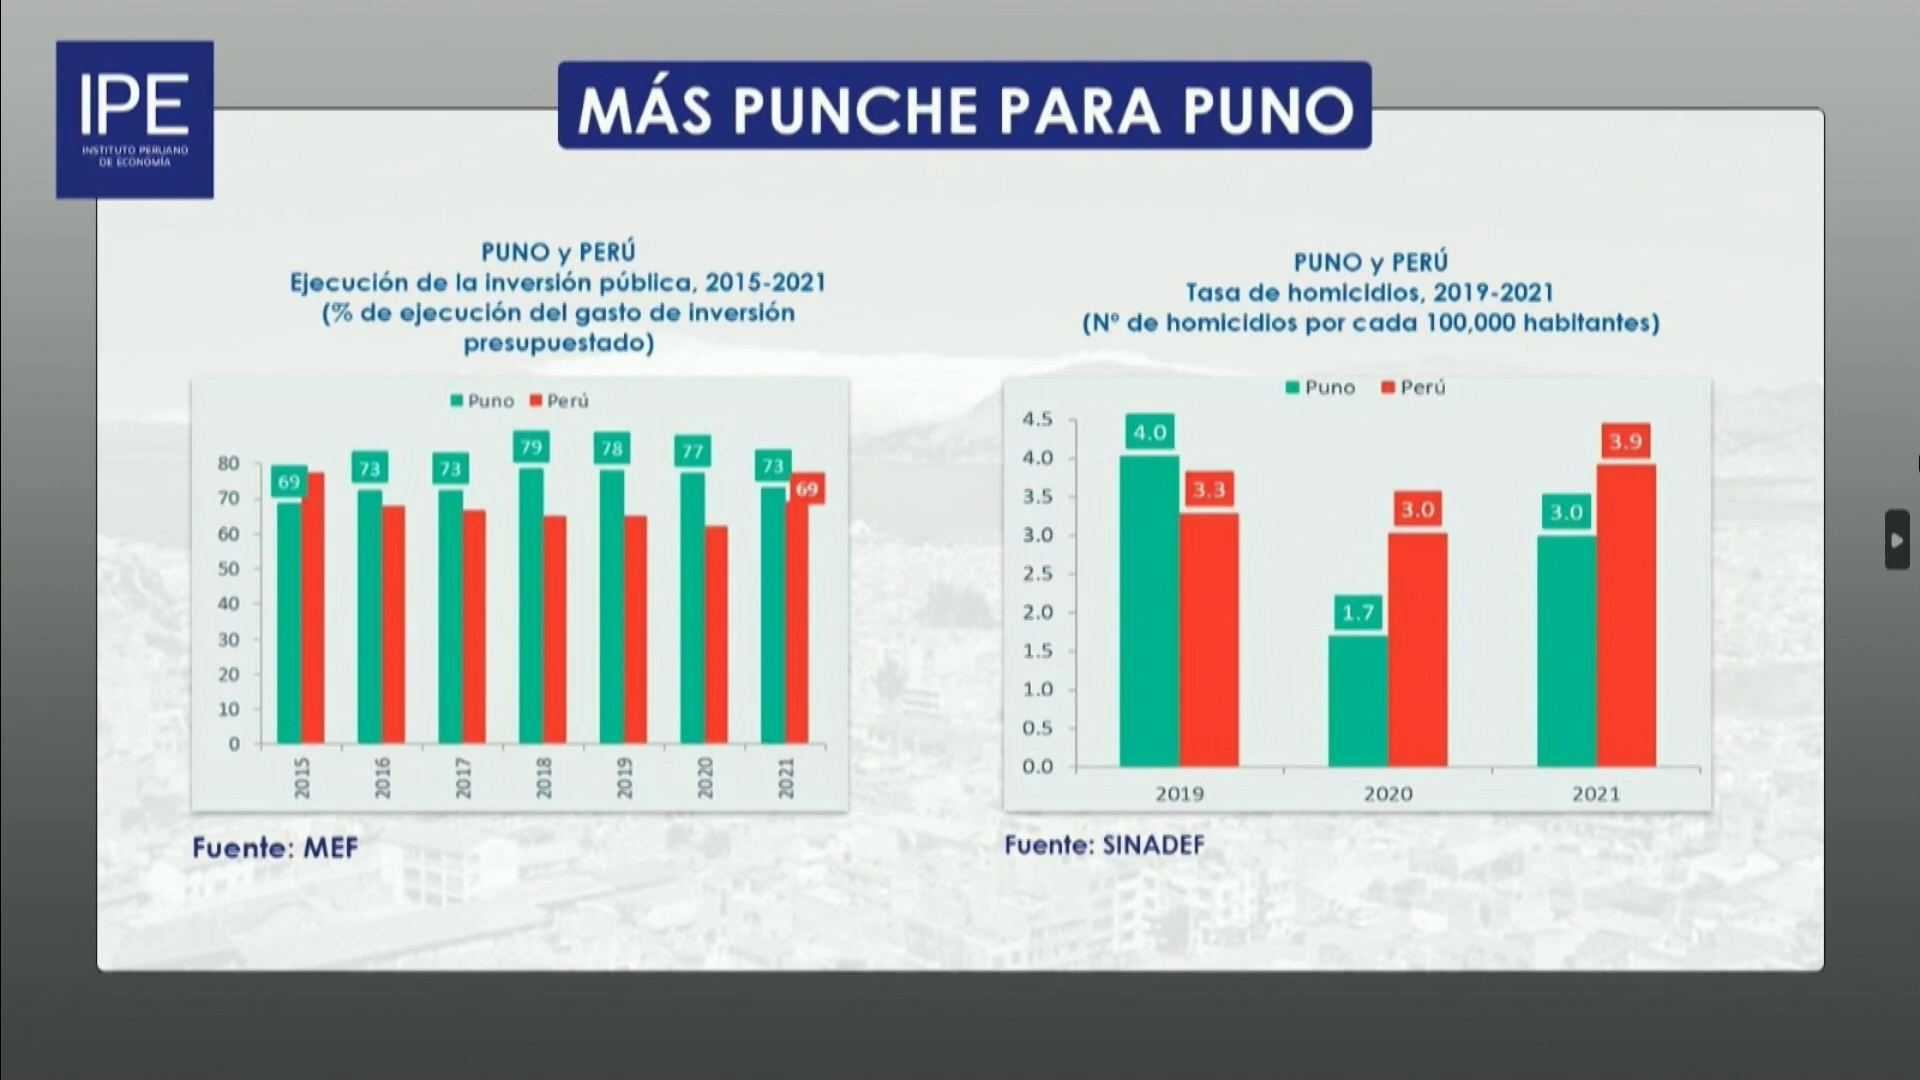 IPE
INSTITUTO PERUANO
DE ECONOMÍA
MÁS PUNCHE PARA PUNO
PUNO y PERÚ
Ejecución de la inversión pública, 2015-2021
(% de ejecución del gasto de inversión
presupuestado)
Puno Perú
80
70
60
50
40
30
20
10
0
69
73
73
79
78
77
73
69
2015
2016
2017
2018
2019
2020
2021
Fuente: MEF
PUNO y PERÚ
Tasa de homicidios, 2019-2021
(Nº de homicidios por cada 100,000 habitantes)
Puno Perú
4.5
4.0
3.5
3.0
2.5
2.0
1.5
1.0
0.5
0.0
4.0
3.3
1.7
3.0
3.0
3.9
2019
2020
2021
Fuente: SINADEF